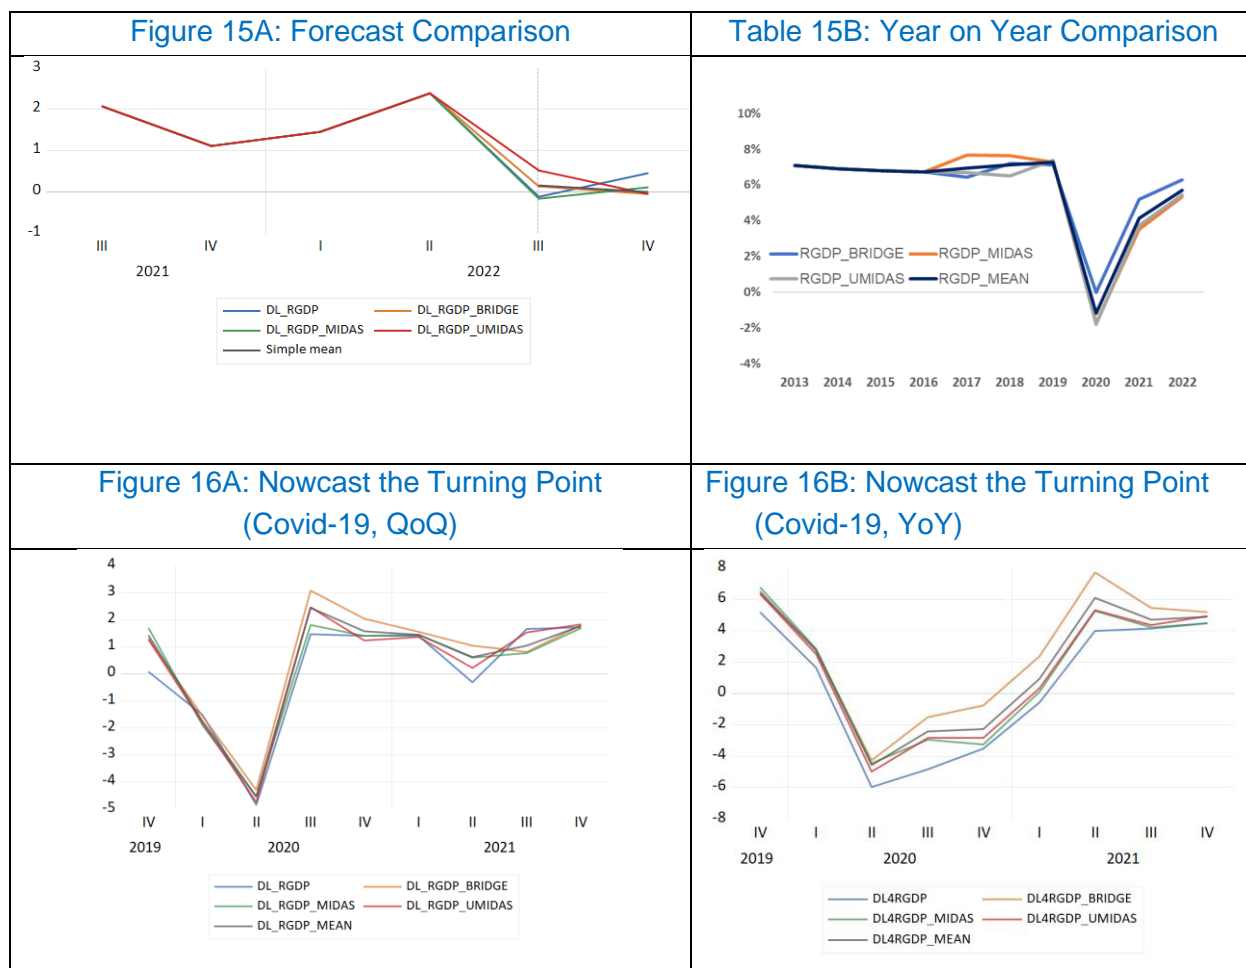 Figure 15A: Forecast Comparison
Table 15B: Year on Year Comparison
3
2
1
0
-1
III IV I II III IV
2021 2022
DL_RGDP DL_RGDP_BRIDGE
DL_RGDP_MIDAS DL_RGDP_UMIDAS
Simple mean
10%
8%
6%
4%
2%
0%
-2%
-4%
RGDP_BRIDGE RGDP_MIDAS
RGDP_UMIDAS RGDP_MEAN
2013 2014 2015 2016 2017 2018 2019 2020 2021 2022
Figure 16A: Nowcast the Turning Point
(Covid-19, QoQ)
Figure 16B: Nowcast the Turning Point
(Covid-19, YoY)
4
3
2
1
0
-1
-2
-3
-4
-5
IV I II III IV I II III IV
2019 2020 2021
DL_RGDP DL_RGDP_BRIDGE
DL_RGDP_MIDAS DL_RGDP_UMIDAS
DL_RGDP_MEAN
8
6
4
2
0
-2
-4
-6
-8
IV I II III IV I II III IV
2019 2020 2021
DL4RGDP DL4RGDP_BRIDGE
DL4RGDP_MIDAS DL4RGDP_UMIDAS
DL4RGDP_MEAN